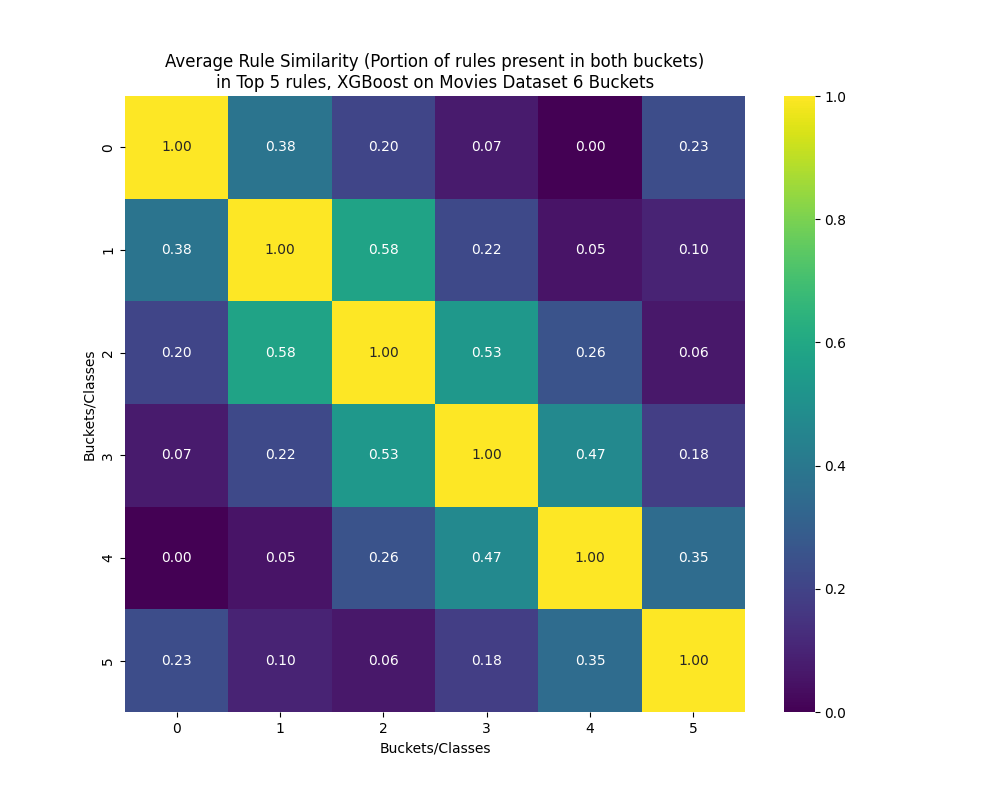 Average Rule Similarity (Portion of rules present in both buckets)
in Top 5 rules, XGBoost on Movies Dataset 6 Buckets
0 1.00 0.38 0.20 0.07 0.00 0.23
1 0.38 1.00 0.58 0.22 0.05 0.10
2 0.20 0.58 1.00 0.53 0.26 0.06
3 0.07 0.22 0.53 1.00 0.47 0.18
4 0.00 0.05 0.26 0.47 1.00 0.35
5 0.23 0.10 0.06 0.18 0.35 1.00
0 1 2 3 4 5
Buckets/Classes
Buckets/Classes
1.0
0.8
0.6
0.4
0.2
0.0